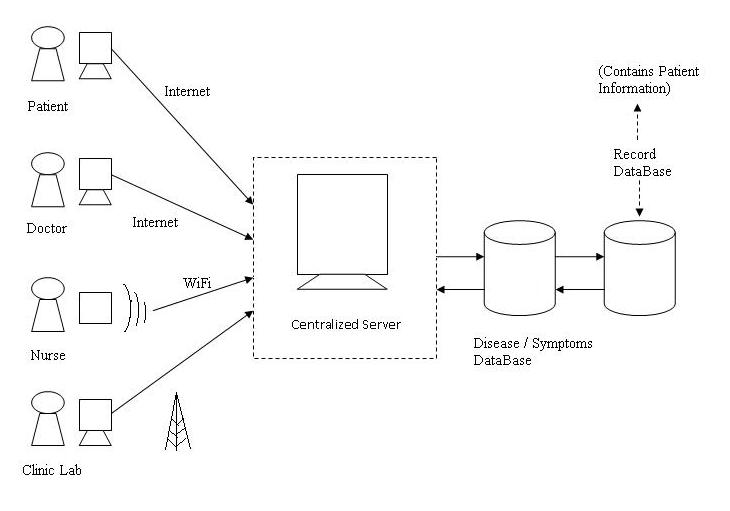 Patient
Internet
Doctor
Internet
Nurse
WiFi
Clinic Lab
Centralized Server
Disease / Symptoms
DataBase
(Contains Patient
Information)
Record
DataBase